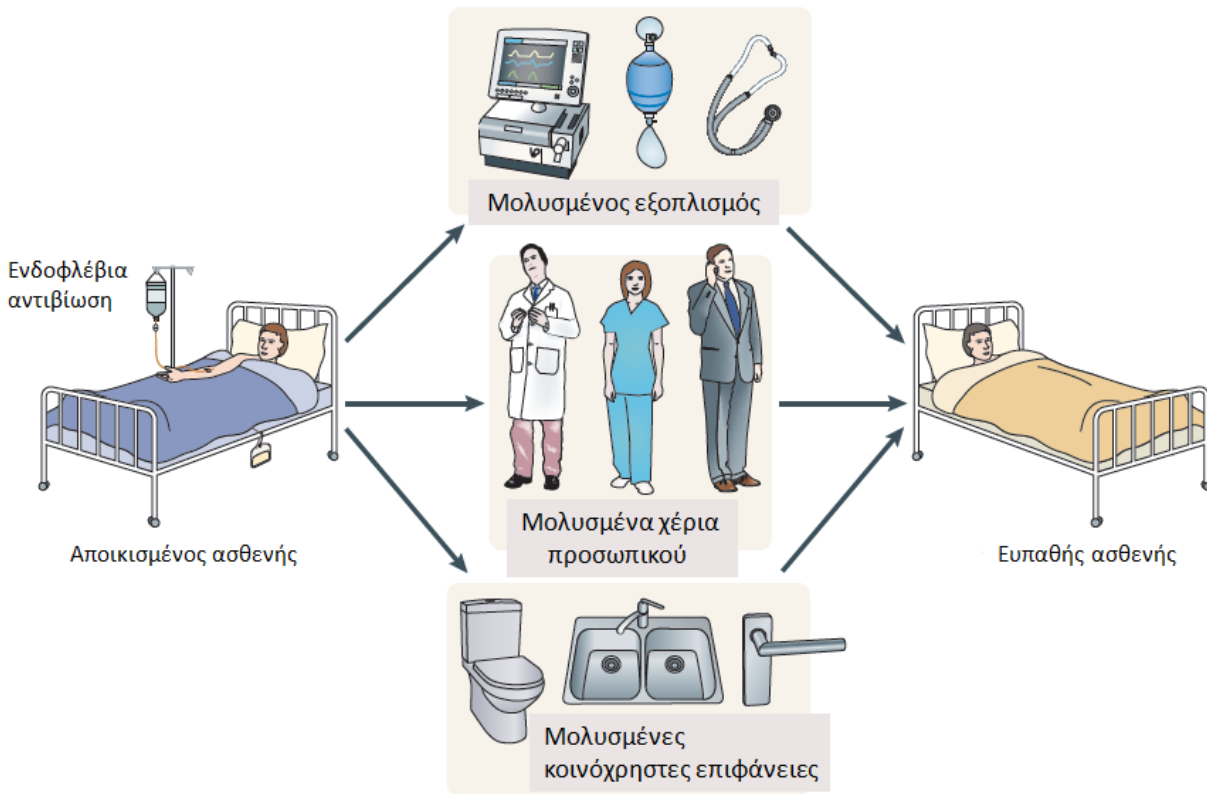 Μολυσμένος εξοπλισμός
Ενδοφλέβια
αντιβίωση
Αποικισμένος ασθενής
Μολυσμένα χέρια
προσωπικού
Ευπαθής ασθενής
Μολυσμένες
κοινόχρηστες επιφάνειες